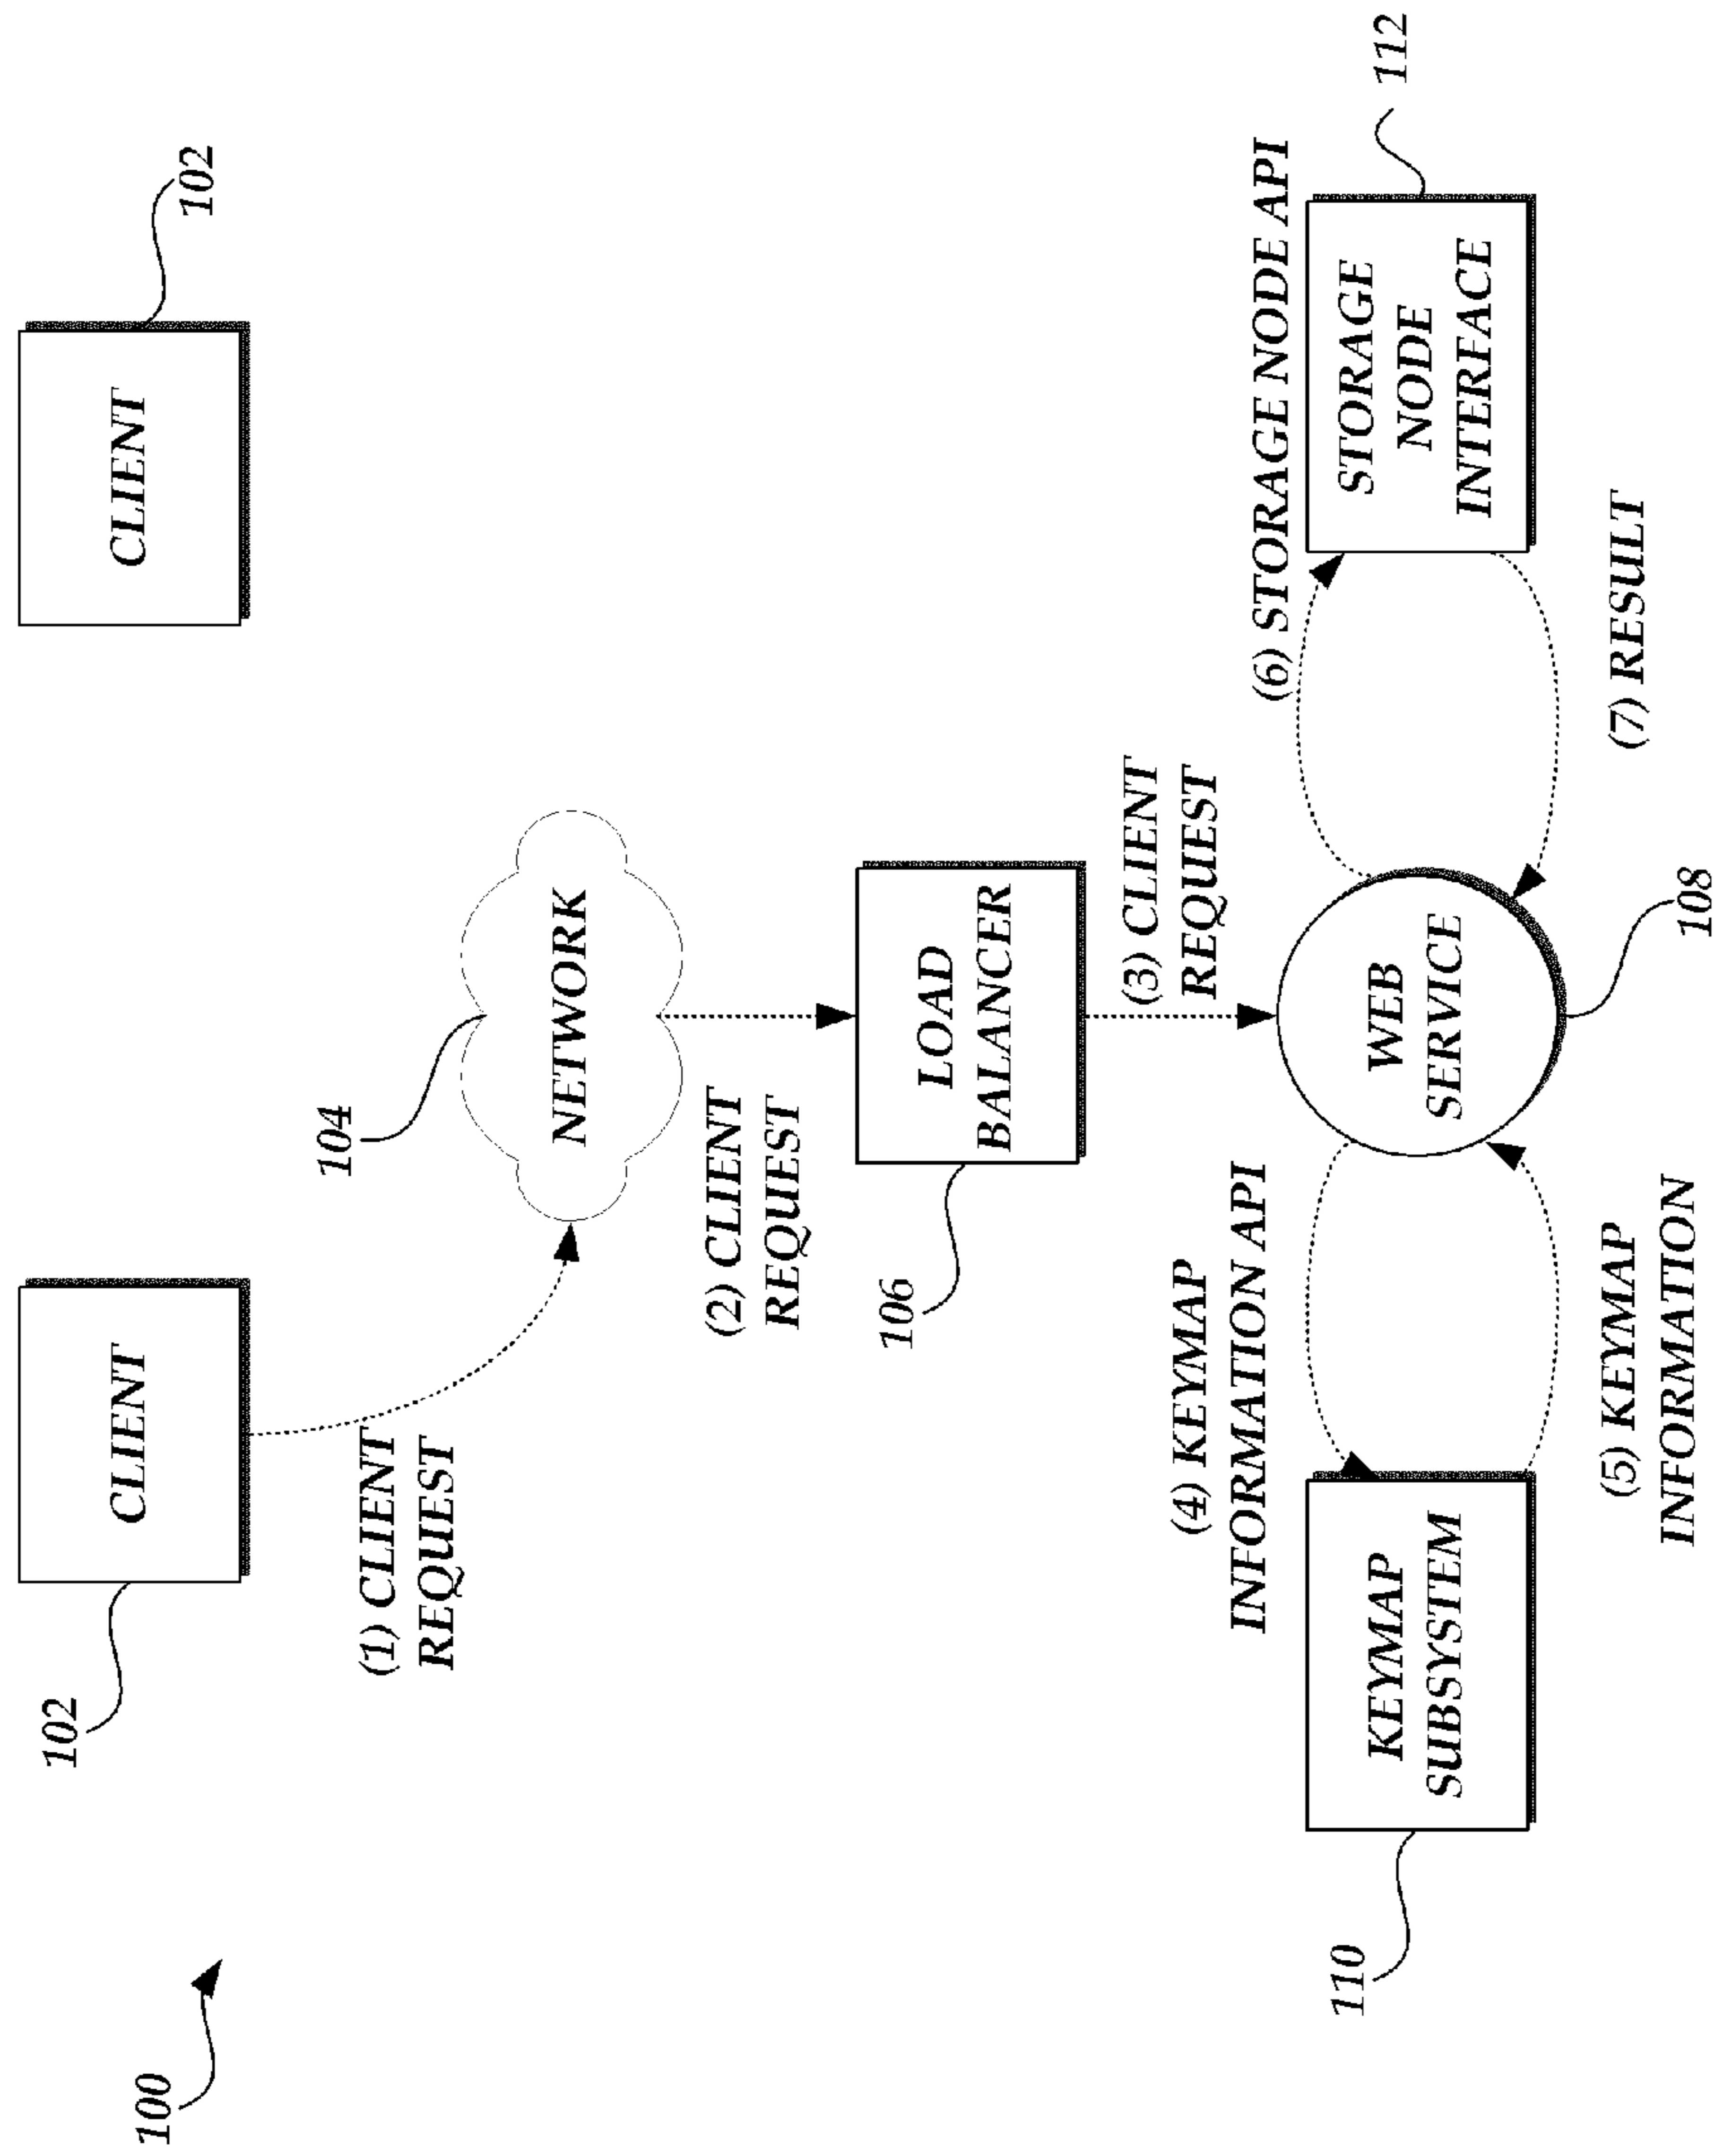 100
102
CLIENT
CLIENT
102
(1) CLIENT
REQUEST
104
NETWORK
(2) CLIENT
REQUEST
106
LOAD
BALANCER
(3) CLIENT
REQUEST
(4) KEYMAP
INFORMATION API
(6) STORAGE NODE API
110
KEYMAP
SUBSYSTEM
WEB
SERVICE
STORAGE
NODE
INTERFACE
112
(5) KEYMAP
INFORMATION
108
(7) RESULT